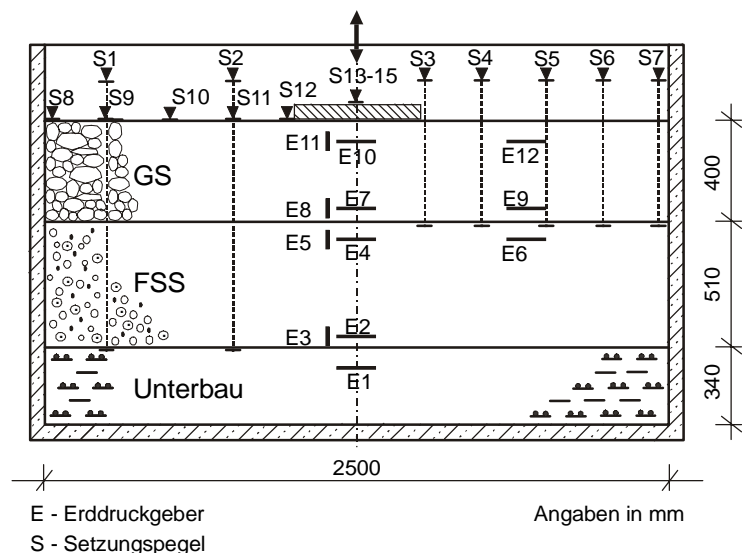 S1 S2 S3 S4 S5 S6 S7
S13-15
S8 S9 S10 S11 S12
E11 E10 E12
GS
E8 E7 E9
E5 E4 E6
FSS
E3 E2
E1
Unterbau
400
510
340
2500
E - Erddruckgeber
Angaben in mm
S - Setzungspegel